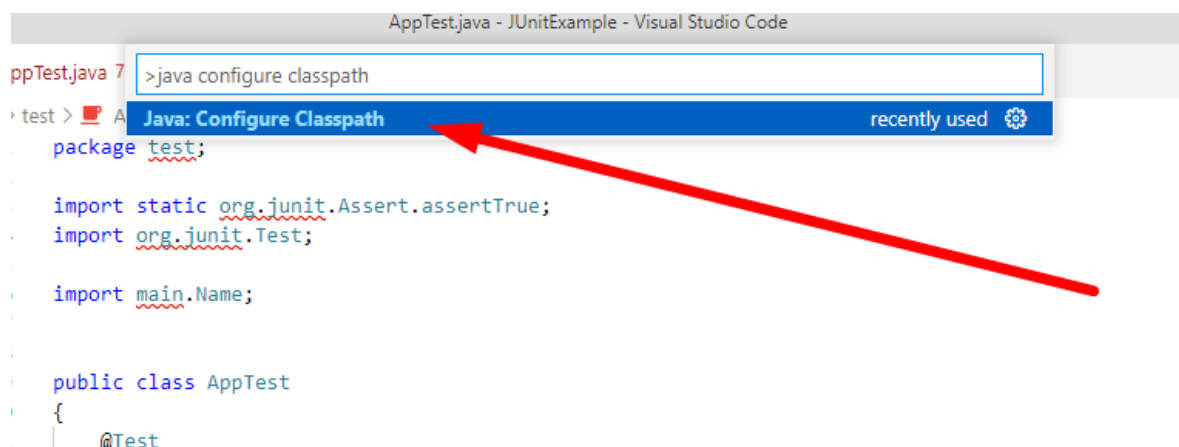 AppTest.java - JUnitExample - Visual Studio Code
ppTest.java 7
>java configure classpath
test > A
Java: Configure Classpath recently used
package test;
import static org.junit.Assert.assertTrue;
import org.junit.Test;
import main.Name;
public class AppTest
{
@Test